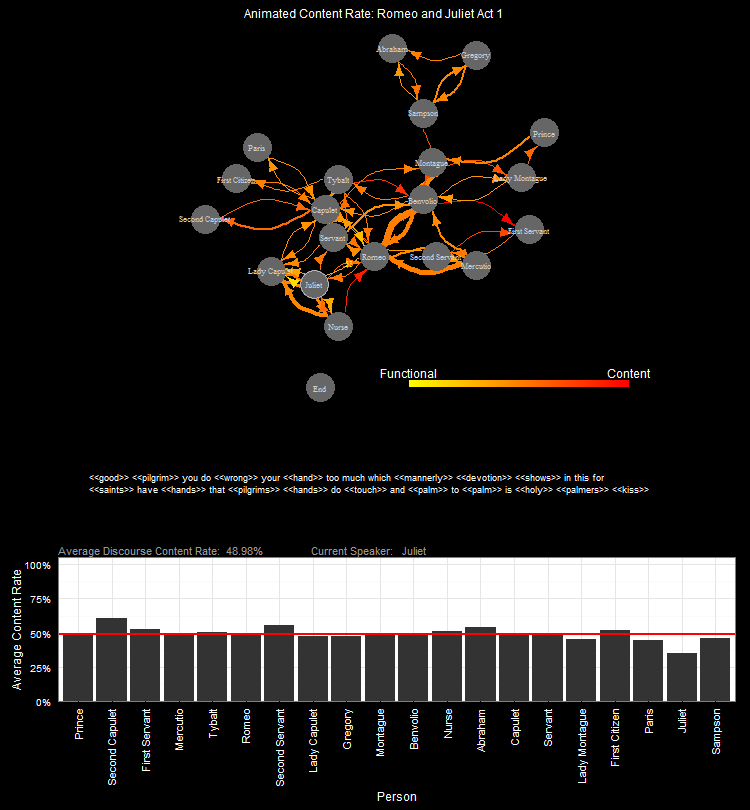 Animated Content Rate: Romeo and Juliet Act 1
Abraham
Gregory
Sampson
Prince
Paris
Montague
First Citizen
Tybalt
Lady Montague
Benvolio
Second Capulet
Capulet
First Servant
Servant
Romeo
Second Servant
Mercutio
Lady Capulet
Juliet
Nurse
End
Functional
Content
<<good>> <<pilgrim>> you do <<wrong>> your <<hand>> too much which <<mannerly>> <<devotion>> <<shows>> in this for
<<saints>> have <<hands>> that <<pilgrims>> <<hands>> do <<touch>> and <<palm>> to <<palm>> is <<holy>> <<palmers>> <<kiss>>
Average Discourse Content Rate: 48.98% Current Speaker: Juliet
Average Content Rate
100%
75%
50%
25%
0%
Prince
Second Capulet
First Servant
Mercutio
Tybalt
Romeo
Second Servant
Lady Capulet
Gregory
Montague
Benvolio
Nurse
Abraham
Capulet
Servant
Lady Montague
First Citizen
Paris
Juliet
Sampson
Person